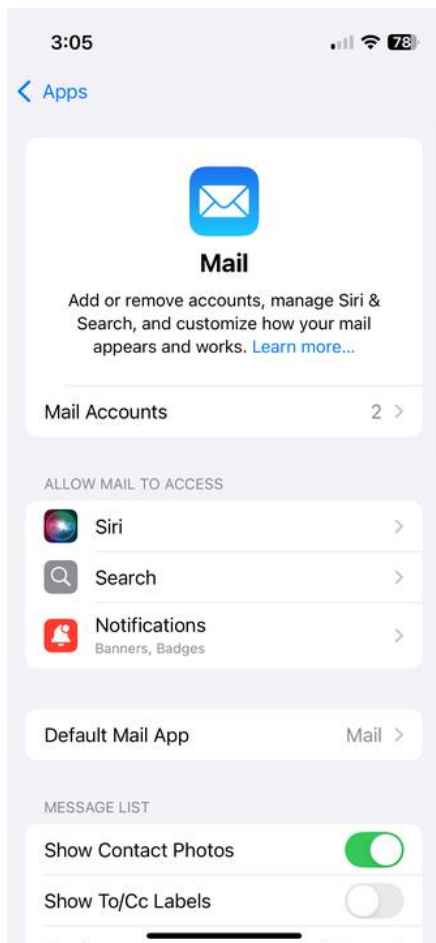 3:05
78
Apps
Mail
Add or remove accounts, manage Siri &
Search, and customize how your mail
appears and works. Learn more...
Mail Accounts 2
ALLOW MAIL TO ACCESS
Siri
Search
Notifications
Banners, Badges
Default Mail App Mail
MESSAGE LIST
Show Contact Photos
Show To/Cc Labels